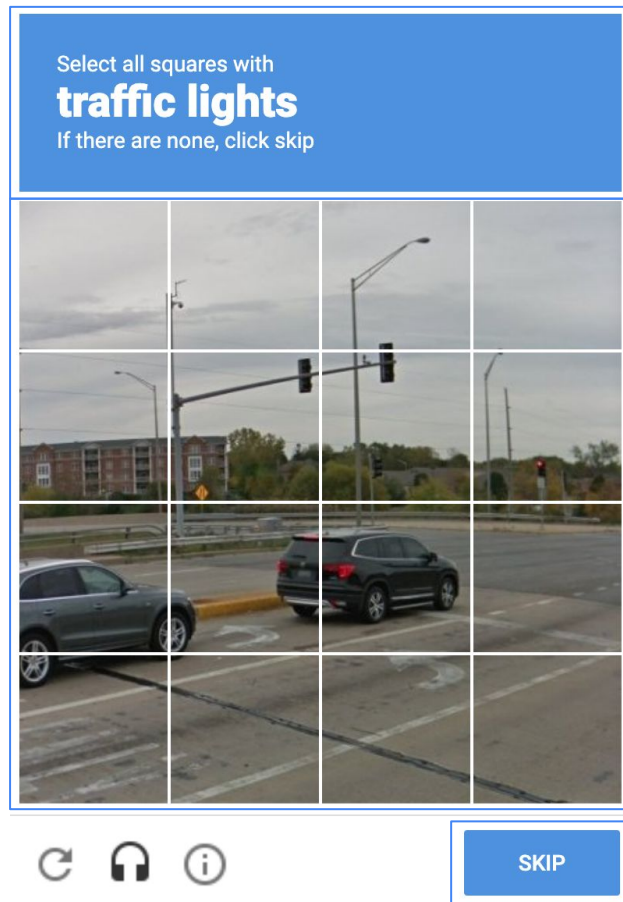 Select all squares with
traffic lights
If there are none, click skip
SKIP